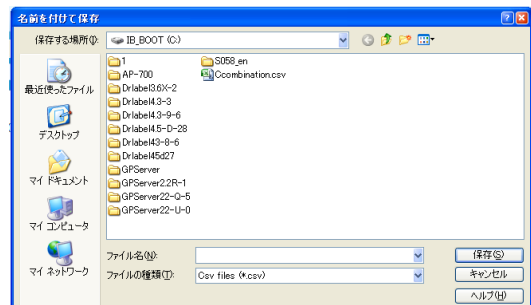 名前を付けて保存
保存する場所(I):
IB_BOOT (C:)
最近使ったファイル
デスクトップ
マイ ドキュメント
マイ コンピュータ
マイ ネットワーク
1
AP-700
Drlabel3.6X-2
Drlabel4.3-3
Drlabel4.3-9-6
Drlabel4.5-D-28
Drlabel43-8-6
Drlabel45d27
GPServer
GPServer2.2R-1
GPServer22-Q-5
GPServer22-U-0
S058_en
Ccombination.csv
ファイル名(N):
保存(S)
ファイルの種類(T):
Csv files (*.csv)
キャンセル
ヘルプ(H)